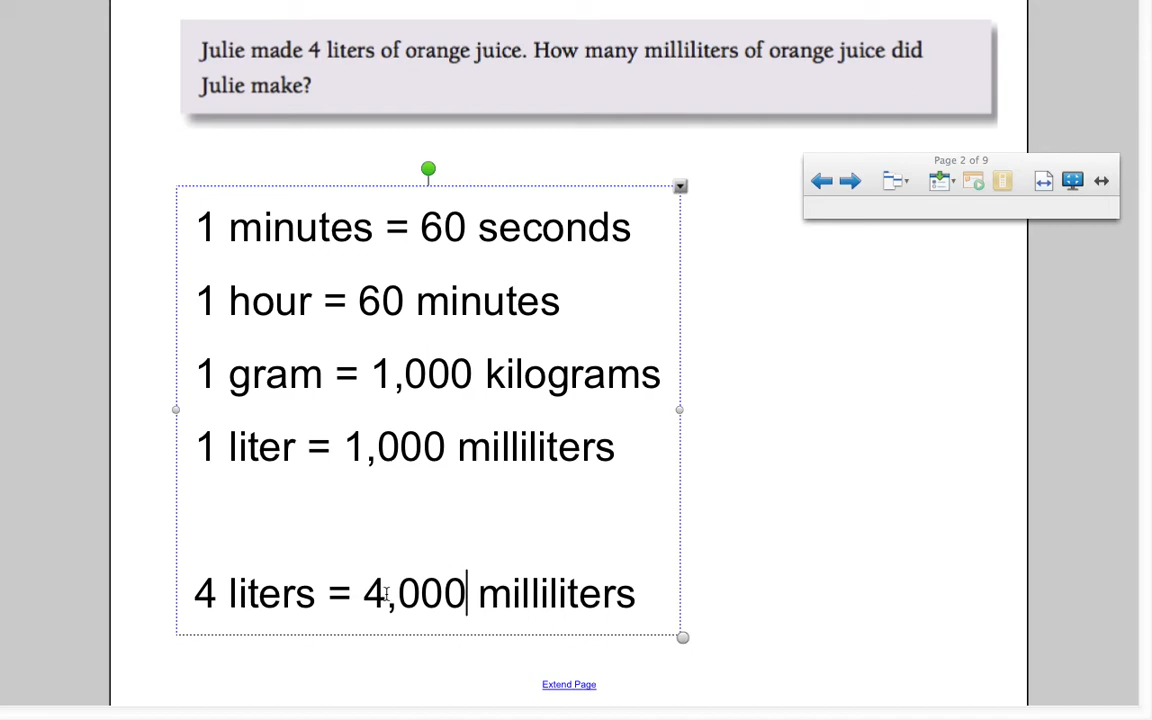 Julie made 4 liters of orange juice. How many milliliters of orange juice did
Julie make?
Page 2 of 9
1 minutes = 60 seconds
1 hour = 60 minutes
1 gram = 1,000 kilograms
1 liter = 1,000 milliliters
4 liters = 4,000 milliliters
Extend Page